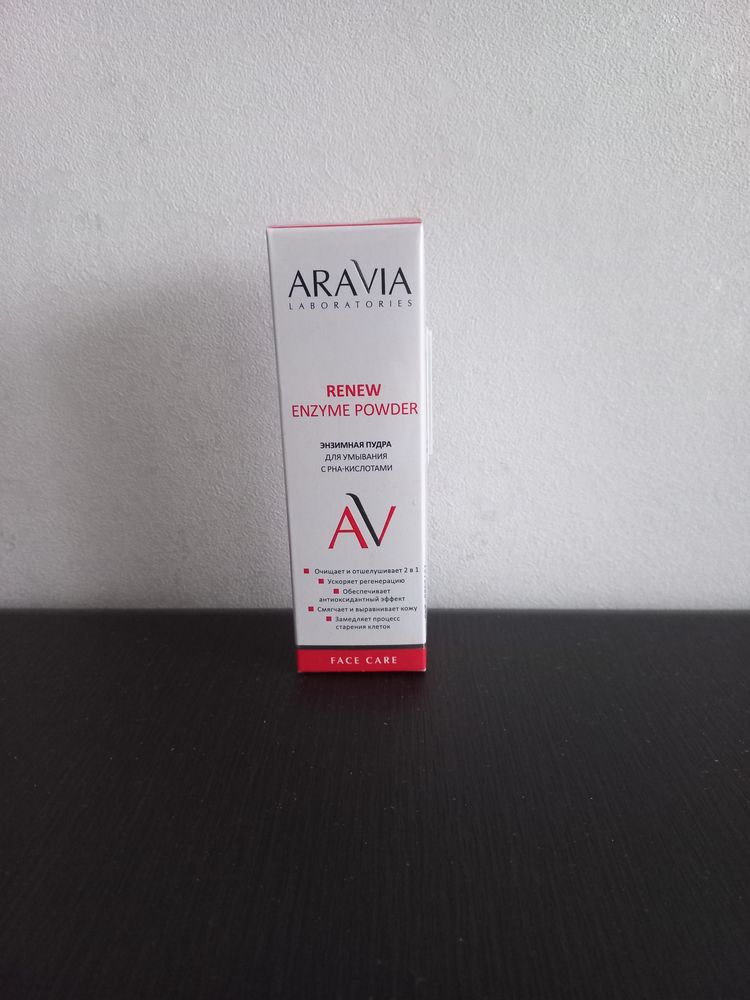 ARAVIA
LABORATORIES
RENEW
ENZYME POWDER
ЭНЗИМНАЯ ПУДРА
ДЛЯ УМЫВАНИЯ
С РНА-КИСЛОТАМИ
AV
Очищает и отшелушивает 2 в 1
Ускоряет регенерацию
Обеспечивает
антиоксидантный эффект
Смягчает и выравнивает кожу
Замедляет процесс
старения клеток
FACE CARE